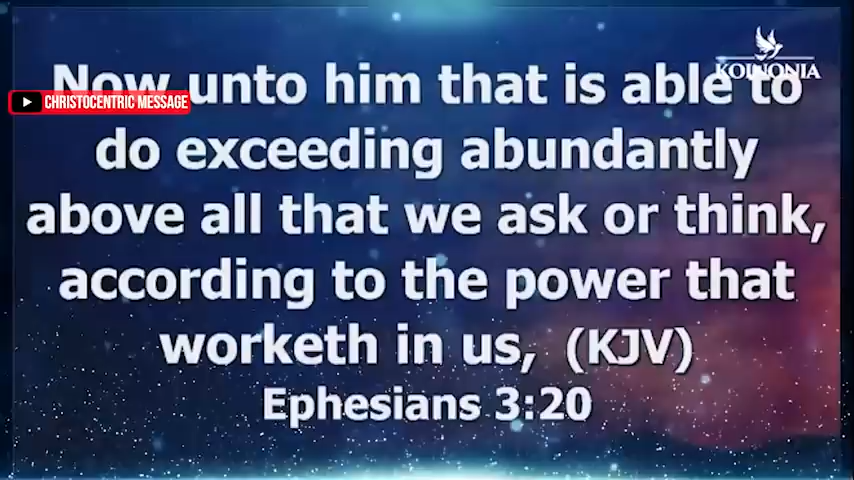 KOINONIA
CHRISTOCENTRIC MESSAGE
Now unto him that is able to
do exceeding abundantly
above all that we ask or think,
according to the power that
worketh in us, (KJV)
Ephesians 3:20